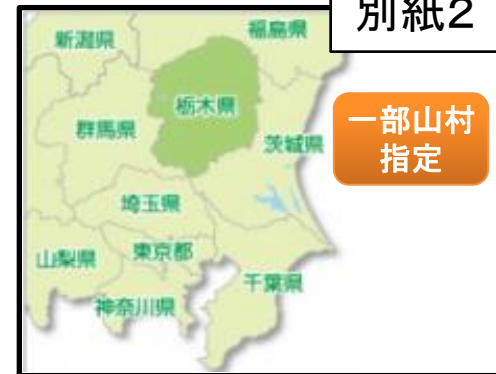 別紙2
新潟県
福島県
栃木県
群馬県
茨城県
一部山村
指定
埼玉県
東京都
山梨県
千葉県
神奈川県